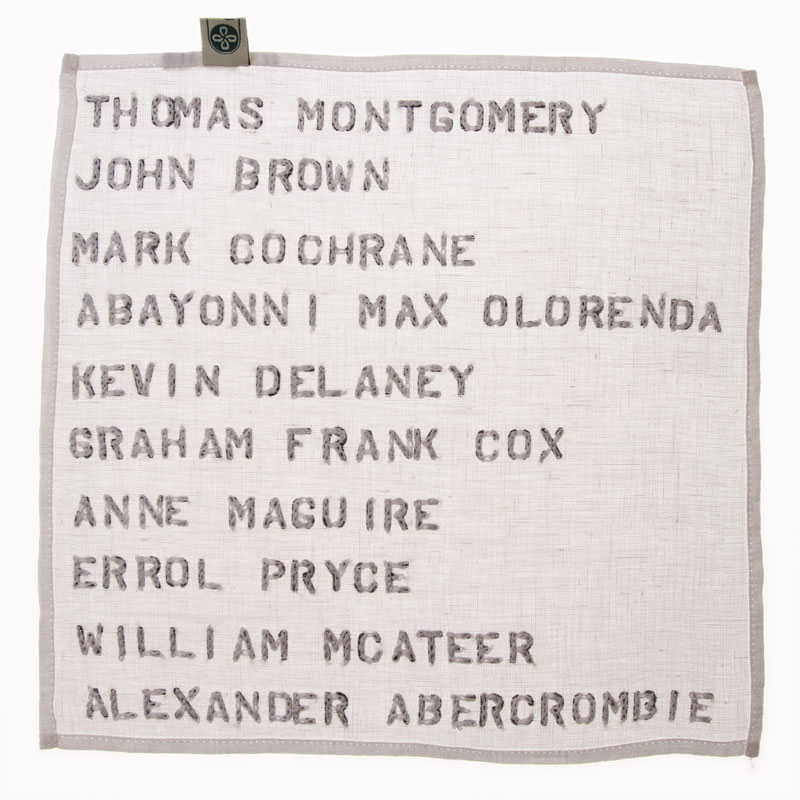 THOMAS MONTGOMERY
JOHN BROWN
MARK COCHRANE
ABAYONNI MAX OLORENDA
KEVIN DELANEY
GRAHAM FRANK COX
ANNE MAGUIRE
ERROL PRYCE
WILLIAM MCATEER
ALEXANDER ABERCROMBIE